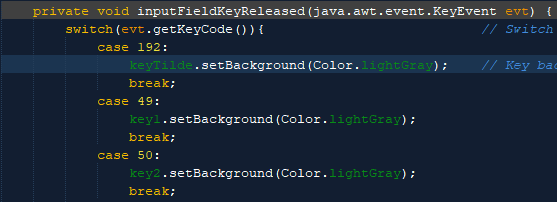 private void inputFieldKeyReleased(java.awt.event.KeyEvent evt) {
switch(evt.getKeyCode()){ // Switch
case 192:
keyTilde.setBackground(Color.lightGray); // Key bac
break;
case 49:
key1.setBackground(Color.lightGray);
break;
case 50:
key2.setBackground(Color.lightGray);
break;